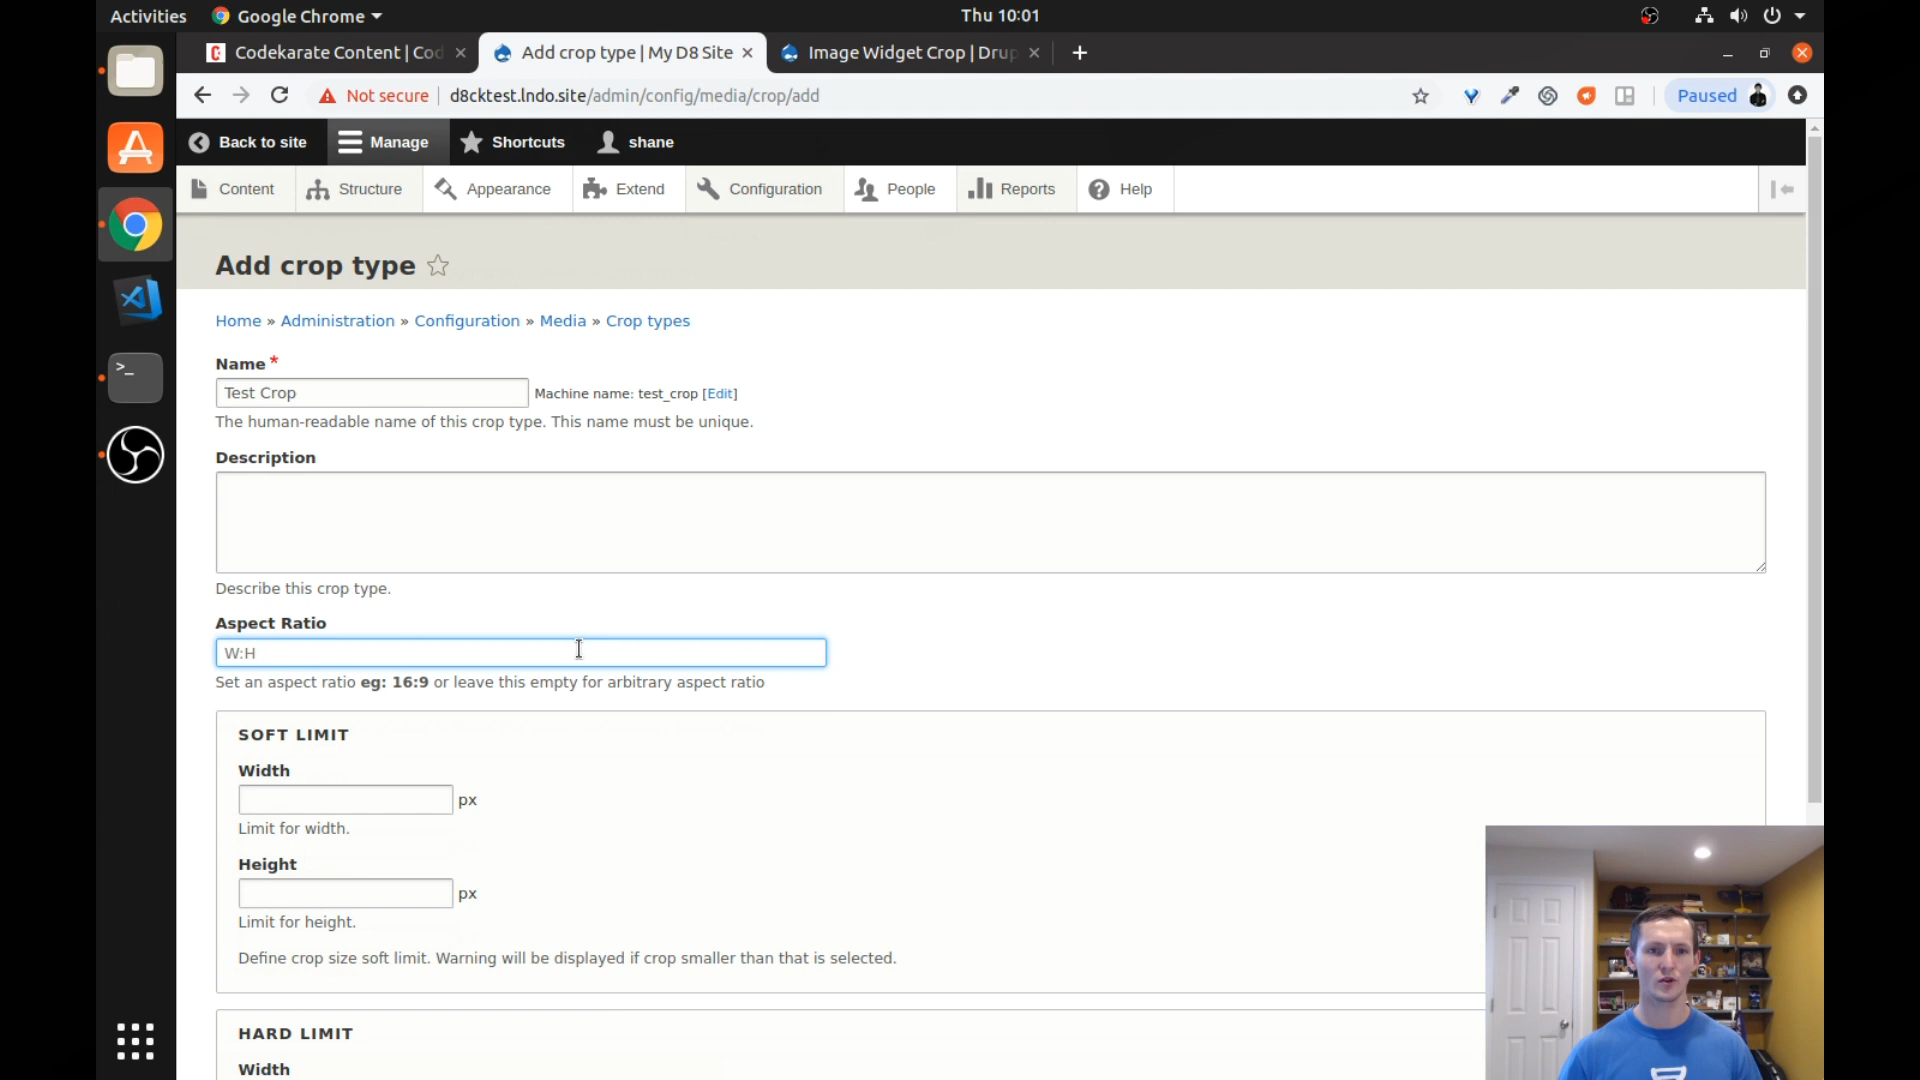 Activities Google Chrome Thu 10:01
Codekarate Content | Cod Add crop type | My D8 Site Image Widget Crop | Drup
Not secure d8cktest.lndo.site/admin/config/media/crop/add Paused
Back to site Manage Shortcuts shane
Content Structure Appearance Extend Configuration People Reports Help
Add crop type
Home » Administration » Configuration » Media » Crop types
Name *
Test Crop Machine name: test_crop [Edit]
The human-readable name of this crop type. This name must be unique.
Description
Describe this crop type.
Aspect Ratio
W:H
Set an aspect ratio eg: 16:9 or leave this empty for arbitrary aspect ratio
SOFT LIMIT
Width
px
Limit for width.
Height
px
Limit for height.
Define crop size soft limit. Warning will be displayed if crop smaller than that is selected.
HARD LIMIT
Width